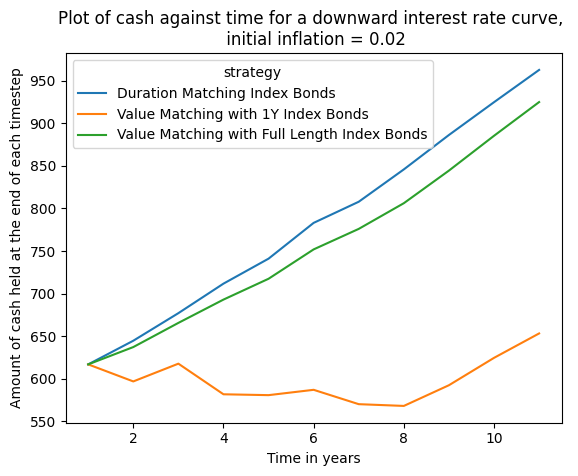 Plot of cash against time for a downward interest rate curve,
initial inflation = 0.02
strategy
Duration Matching Index Bonds
Value Matching with 1Y Index Bonds
Value Matching with Full Length Index Bonds
Amount of cash held at the end of each timestep
950
900
850
800
750
700
650
600
550
2 4 6 8 10
Time in years